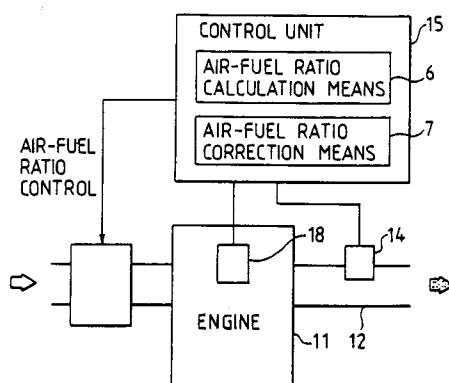 CONTROL UNIT
15
AIR-FUEL RATIO
CALCULATION MEANS
6
AIR-FUEL RATIO
CORRECTION MEANS
7
AIR-FUEL
RATIO
CONTROL
18
14
ENGINE
11
12